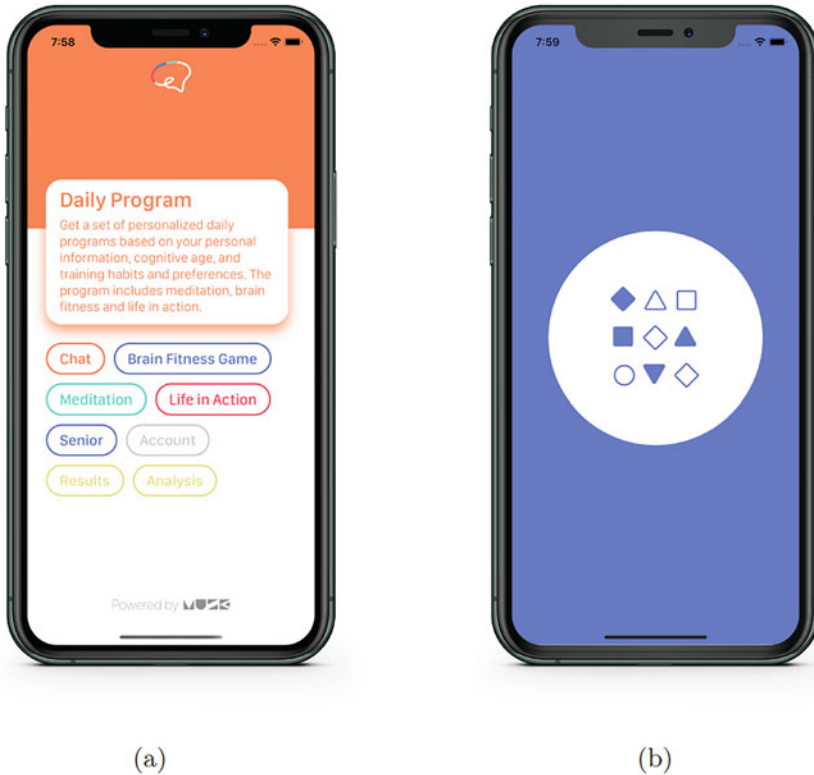 7:58
Daily Program
Get a set of personalized daily
programs based on your personal
information, cognitive age, and
training habits and preferences. The
program includes meditation, brain
fitness and life in action.
Chat
Brain Fitness Game
Meditation
Life in Action
Senior
Account
Results
Analysis
Powered by MUSE
(a)
7:59
(b)